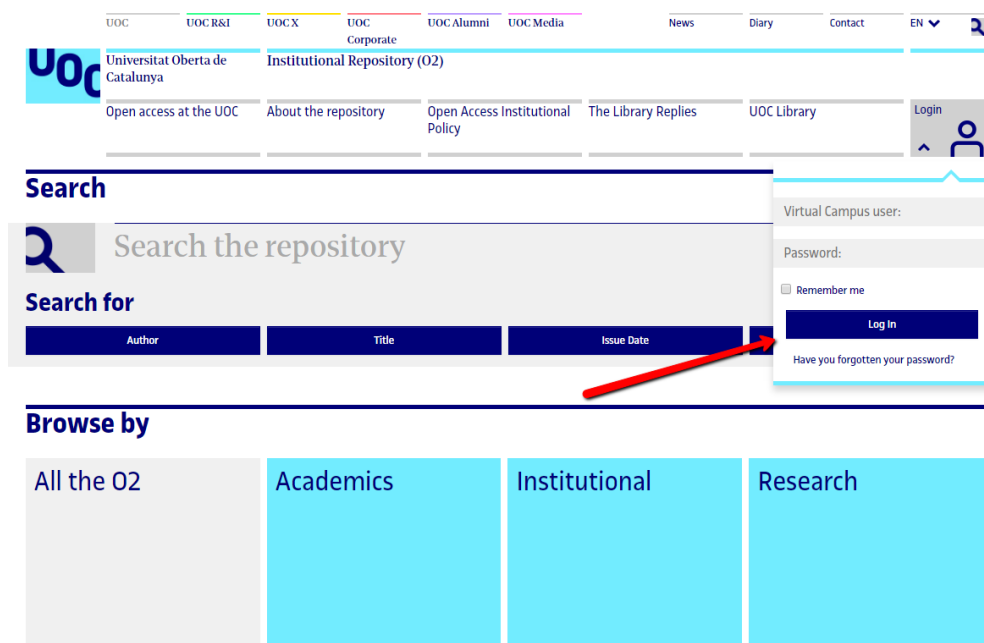 UOC
UOC R&I
UOC X
UOC
Corporate
UOC Alumni
UOC Media
News
Diary
Contact
EN
UOC
Universitat Oberta de
Catalunya
Institutional Repository (O2)
Open access at the UOC
About the repository
Open Access Institutional
Policy
The Library Replies
UOC Library
Login
Search
Virtual Campus user:
Search the repository
Password:
Remember me
Search for
Log In
Author
Title
Issue Date
Have you forgotten your password?
Browse by
All the O2
Academics
Institutional
Research